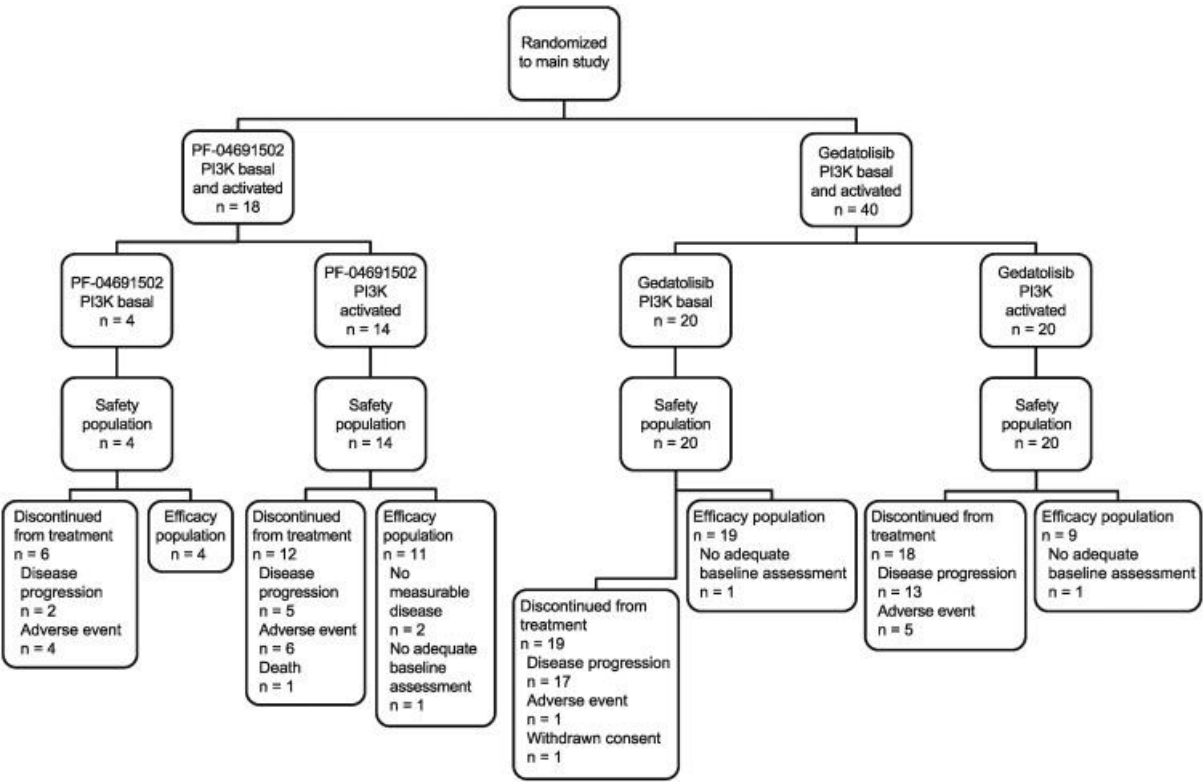 Randomized
to main study
PF-04691502
PI3K basal
and activated
n = 18
Gedatolisib
PI3K basal
and activated
n = 40
PF-04691502
PI3K basal
n = 4
PF-04691502
PI3K
activated
n = 14
Gedatolisib
PI3K basal
n = 20
Gedatolisib
PI3K
activated
n = 20
Safety
population
n = 4
Safety
population
n = 14
Safety
population
n = 20
Safety
population
n = 20
Discontinued
from treatment
n = 6
Disease
progression
n = 2
Adverse event
n = 4
Efficacy
population
n = 4
Discontinued
from treatment
n = 12
Disease
progression
n = 5
Adverse event
n = 6
Death
n = 1
Efficacy
population
n = 11
No
measurable
disease
n = 2
No adequate
baseline
assessment
n = 1
Discontinued from
treatment
n = 19
Disease progression
n = 17
Adverse event
n = 1
Withdrawn consent
n = 1
Efficacy population
n = 19
No adequate
baseline assessment
n = 1
Discontinued from
treatment
n = 18
Disease progression
n = 13
Adverse event
n = 5
Efficacy population
n = 9
No adequate
baseline assessment
n = 1